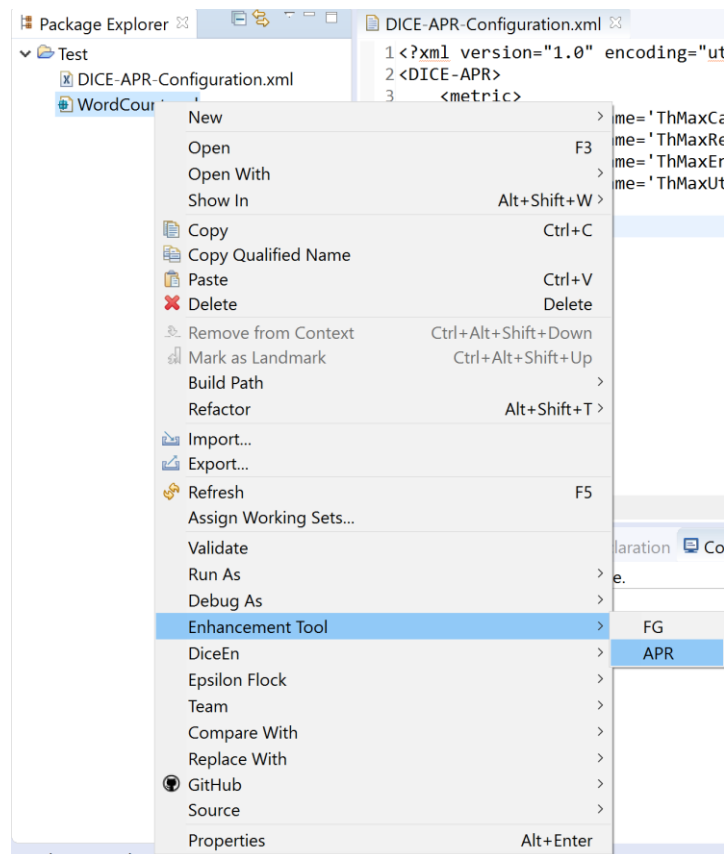 Package Explorer
DICE-APR-Configuration.xml
Test
DICE-APR-Configuration.xml
1 <?xml version="1.0" encoding="ut
2 <DICE-APR>
3 <metric>
me='ThMaxCa
me='ThMaxRe
me='ThMaxEn
me='ThMaxUt
New
Open F3
Open With
Show In Alt+Shift+W
Copy Ctrl+C
Copy Qualified Name
Paste Ctrl+V
Delete Delete
Remove from Context Ctrl+Alt+Shift+Down
Mark as Landmark Ctrl+Alt+Shift+Up
Build Path
Refactor Alt+Shift+T
Import...
Export...
Refresh F5
Assign Working Sets...
Validate
Run As
Debug As
Enhancement Tool
FG
DiceEn
APR
Epsilon Flock
Team
Compare With
Replace With
GitHub
Source
Properties Alt+Enter
laration Co
e.